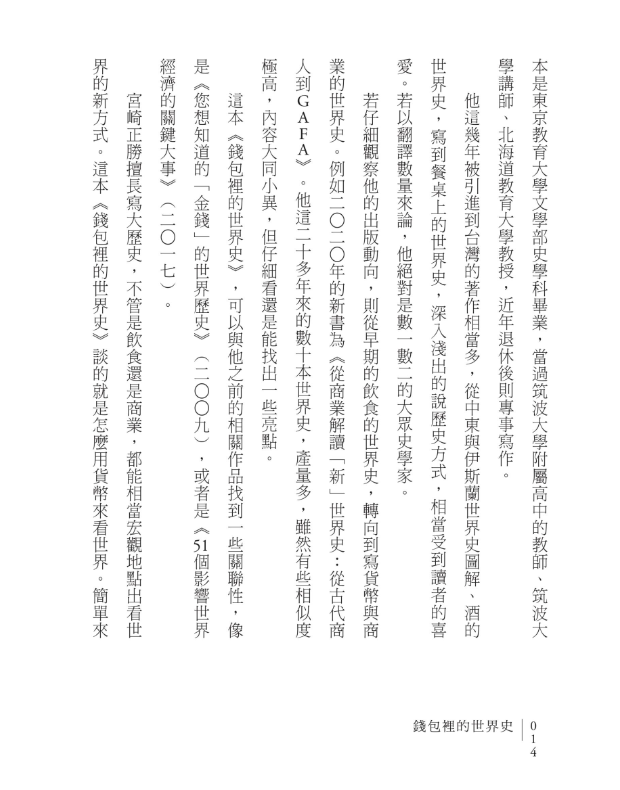 本是東京教育大學文學部史學科畢業，當過筑波大學附屬高中的教師、筑波大
學講師、北海道教育大學教授，近年退休後則專事寫作。
他這幾年被引進到台灣的著作相當多，從中東與伊斯蘭世界史圖解、酒的
世界史，寫到餐桌上的世界史，深入淺出的說歷史方式，相當受到讀者的喜
愛。若以翻譯數量來論，他絕對是數一數二的大眾史學家。
若仔細觀察他的出版動向，則從早期的飲食的世界史，轉向到寫貨幣與商
業的世界史。例如二〇二〇年的新書為《從商業解讀「新」世界史：從古代商
人到GAFA》。他這二十多年來的數十本世界史，產量多，雖然有些相似度
極高，內容大同小異，但仔細看還是能找出一些亮點。
這本《錢包裡的世界史》，可以與他之前的相關作品找到一些關聯性，像
是《您想知道的「金錢」的世界歷史》（二〇〇九），或者是《51個影響世界
經濟的關鍵大事》（二〇一七）。
宮崎正勝擅長寫大歷史，不管是飲食還是商業，都能相當宏觀地點出看世
界的新方式。這本《錢包裡的世界史》談的就是怎麼用貨幣來看世界。簡單來
錢包裡的世界史
014